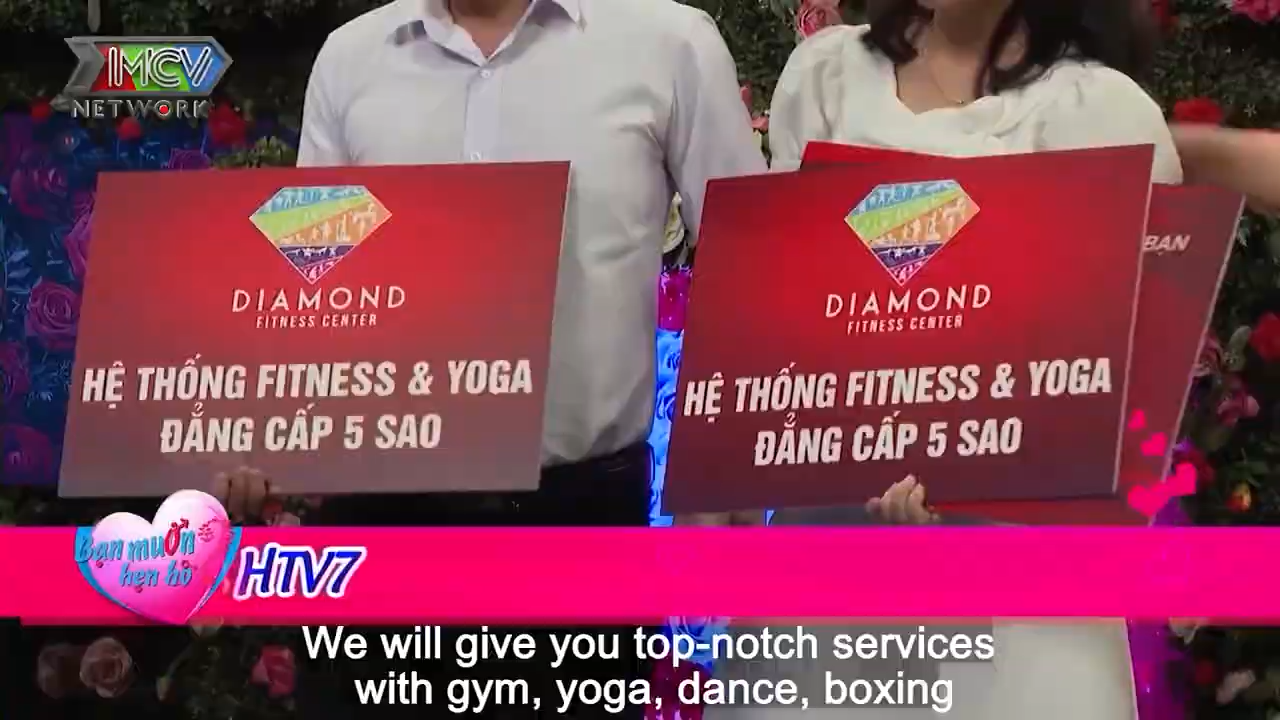 MCV
NETWORK
DIAMOND
FITNESS CENTER
HỆ THỐNG FITNESS & YOGA
ĐẲNG CẤP 5 SAO
DIAMOND
FITNESS CENTER
HỆ THỐNG FITNESS & YOGA
ĐẲNG CẤP 5 SAO
BẠN
Bạn muốn
hẹn hò
HTV7
We will give you top-notch services
with gym, yoga, dance, boxing